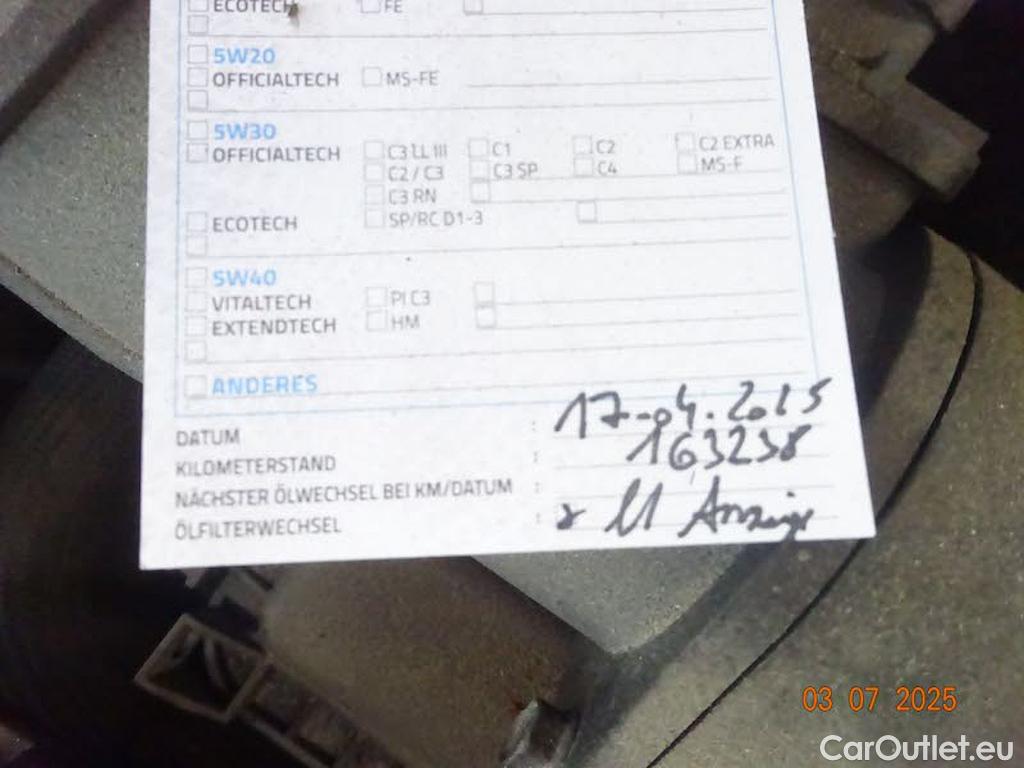 ECOTECH FE
5W20
OFFICIALTECH MS-FE
5W30
OFFICIALTECH C3 LL III C1 C2 C2 EXTRA
C2 / C3 C3 SP C4 MS-F
C3 RN
ECOTECH SP/RC D1-3
5W40
VITALTECH PI C3
EXTENDTECH HM
ANDERES
DATUM : 17-04.2025
KILOMETERSTAND : 163238
NÄCHSTER ÖLWECHSEL BEI KM/DATUM :
ÖLFILTERWECHSEL :
03 07 2025
CarOutlet.eu